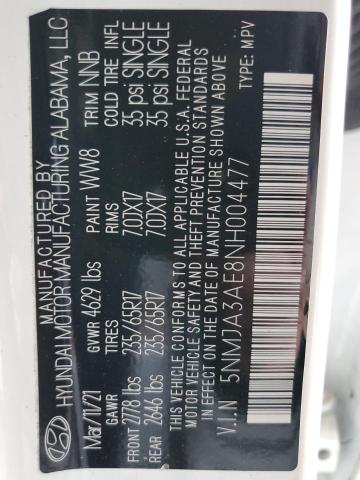 MANUFACTURED BY
HYUNDAI MOTOR MANUFACTURING ALABAMA, LLC
Mar/11/21 GVWR 4629 lbs PAINT WW8 TRIM NNB
GAWR TIRES RIMS COLD TIRE INFL
FRONT 2778 lbs 235/65R17 7.0JX17 35 psi SINGLE
REAR 2646 lbs 235/65R17 7.0JX17 35 psi SINGLE
THIS VEHICLE CONFORMS TO ALL APPLICABLE U.S.A. FEDERAL
MOTOR VEHICLE SAFETY AND THEFT PREVENTION STANDARDS
IN EFFECT ON THE DATE OF MANUFACTURE SHOWN ABOVE.
V.I.N 5NMJA3AE8NH004477 TYPE: MPV